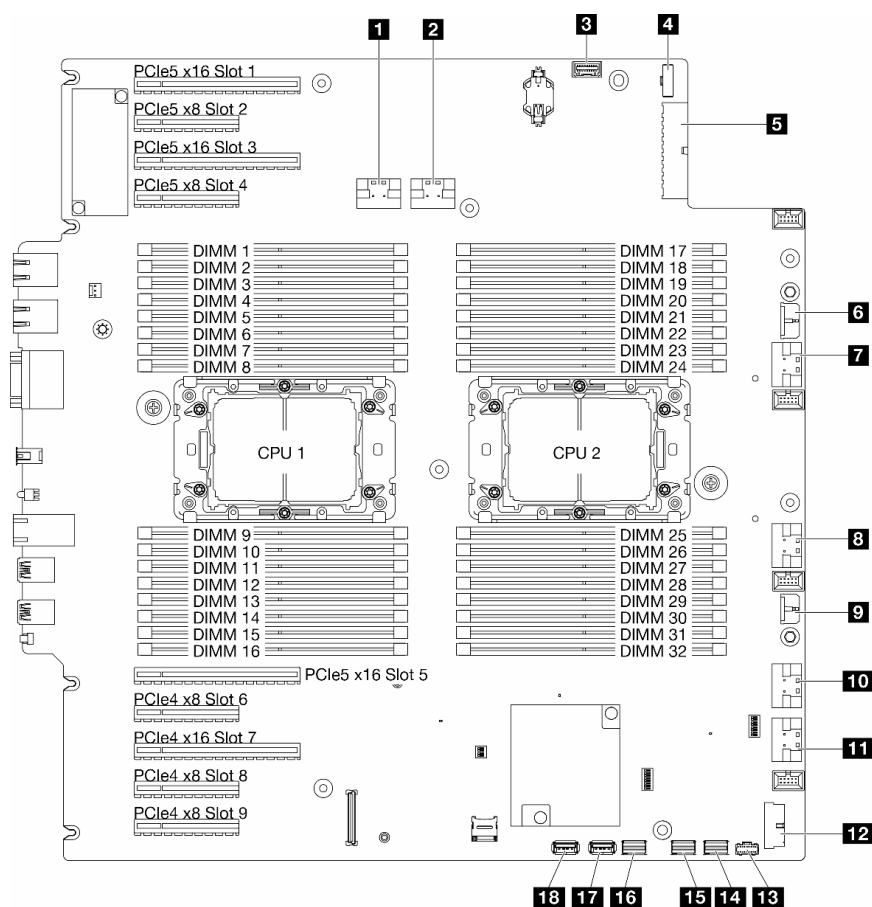 1
2
3
4
5
6
7
8
9
10
11
12
13
14
15
16
17
18
PCIe5 x16 Slot 1
PCIe5 x8 Slot 2
PCIe5 x16 Slot 3
PCIe5 x8 Slot 4
DIMM 1
DIMM 2
DIMM 3
DIMM 4
DIMM 5
DIMM 6
DIMM 7
DIMM 8
DIMM 17
DIMM 18
DIMM 19
DIMM 20
DIMM 21
DIMM 22
DIMM 23
DIMM 24
CPU 1
CPU 2
DIMM 9
DIMM 10
DIMM 11
DIMM 12
DIMM 13
DIMM 14
DIMM 15
DIMM 16
DIMM 25
DIMM 26
DIMM 27
DIMM 28
DIMM 29
DIMM 30
DIMM 31
DIMM 32
PCIe5 x16 Slot 5
PCIe4 x8 Slot 6
PCIe4 x16 Slot 7
PCIe4 x8 Slot 8
PCIe4 x8 Slot 9